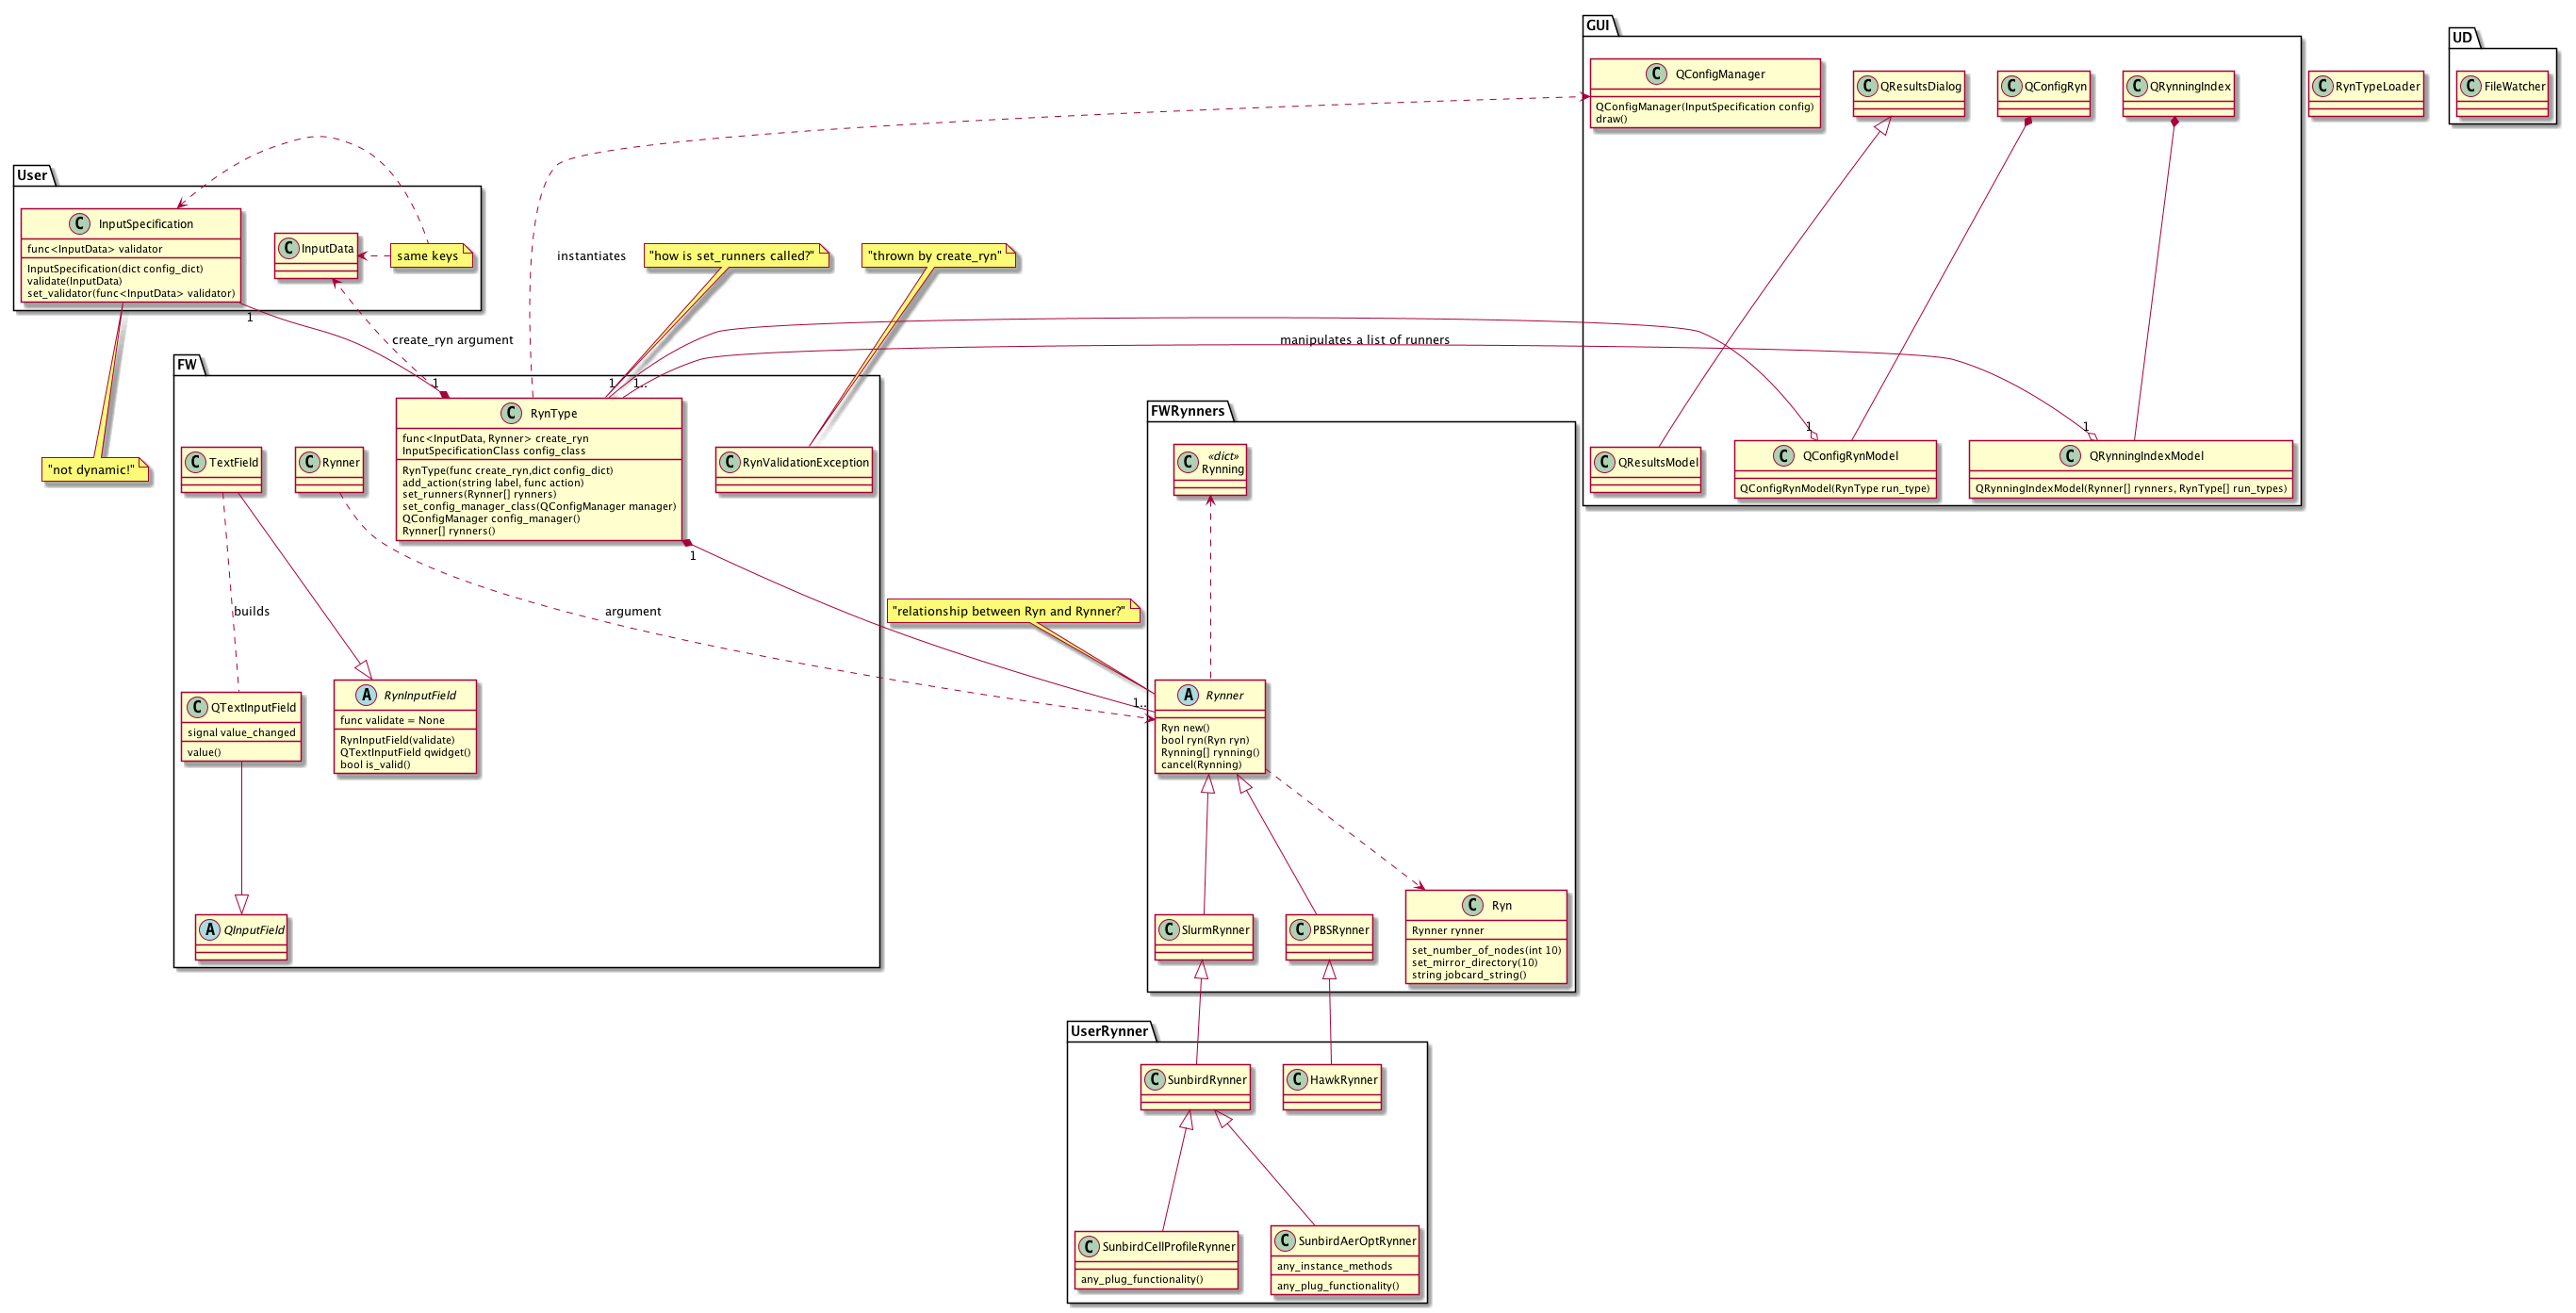 GUI
C QConfigManager
QConfigManager(InputSpecification config)
draw()
C QResultsDialog
C QConfigRyn
C QRynningIndex
C RynTypeLoader
UD
C FileWatcher
User
C InputSpecification
func<InputData> validator
InputSpecification(dict config_dict)
validate(InputData)
set_validator(func<InputData> validator)
C InputData
same keys
instantiates
"how is set_runners called?"
"thrown by create_ryn"
1
create_ryn argument
manipulates a list of runners
FW
1
1
1..
C RynType
func<InputData, Rynner> create_ryn
InputSpecificationClass config_class
RynType(func create_ryn,dict config_dict)
add_action(string label, func action)
set_runners(Rynner[] rynners)
set_config_manager_class(QConfigManager manager)
QConfigManager config_manager()
Rynner[] rynners()
"not dynamic!"
C TextField
C Rynner
C RynValidationException
FWRynners
C «dict»
Rynning
C QResultsModel
1
C QConfigRynModel
QConfigRynModel(RynType run_type)
1
C QRynningIndexModel
QRynningIndexModel(Rynner[] rynners, RynType[] run_types)
1
builds
argument
"relationship between Ryn and Rynner?"
C QTextInputField
signal value_changed
value()
A RynInputField
func validate = None
RynInputField(validate)
QTextInputField qwidget()
bool is_valid()
1..
A Rynner
Ryn new()
bool ryn(Ryn ryn)
Rynning[] rynning()
cancel(Rynning)
A QInputField
C SlurmRynner
C PBSRynner
C Ryn
Rynner rynner
set_number_of_nodes(int 10)
set_mirror_directory(10)
string jobcard_string()
UserRynner
C SunbirdRynner
C HawkRynner
C SunbirdCellProfileRynner
any_plug_functionality()
C SunbirdAerOptRynner
any_instance_methods
any_plug_functionality()